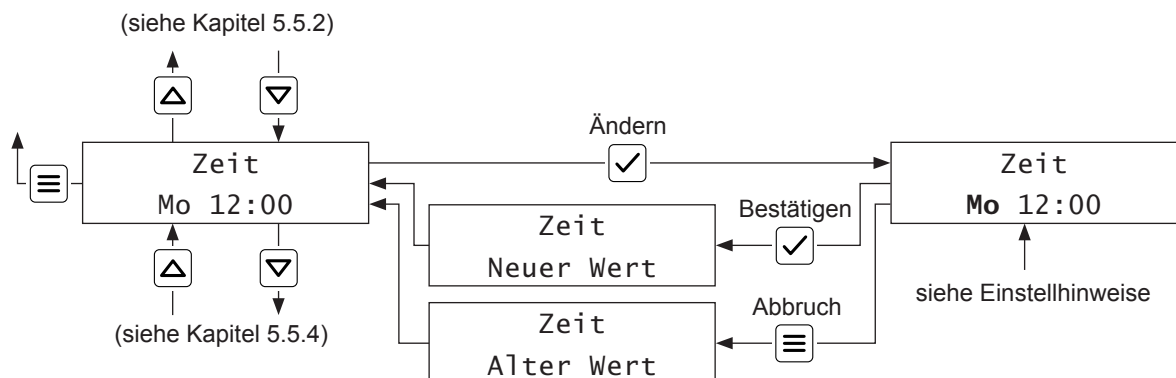 (siehe Kapitel 5.5.2)
Ändern
Zeit
Mo 12:00
Zeit
Mo 12:00
Bestätigen
Zeit
Neuer Wert
siehe Einstellhinweise
Abbruch
Zeit
Alter Wert
(siehe Kapitel 5.5.4)